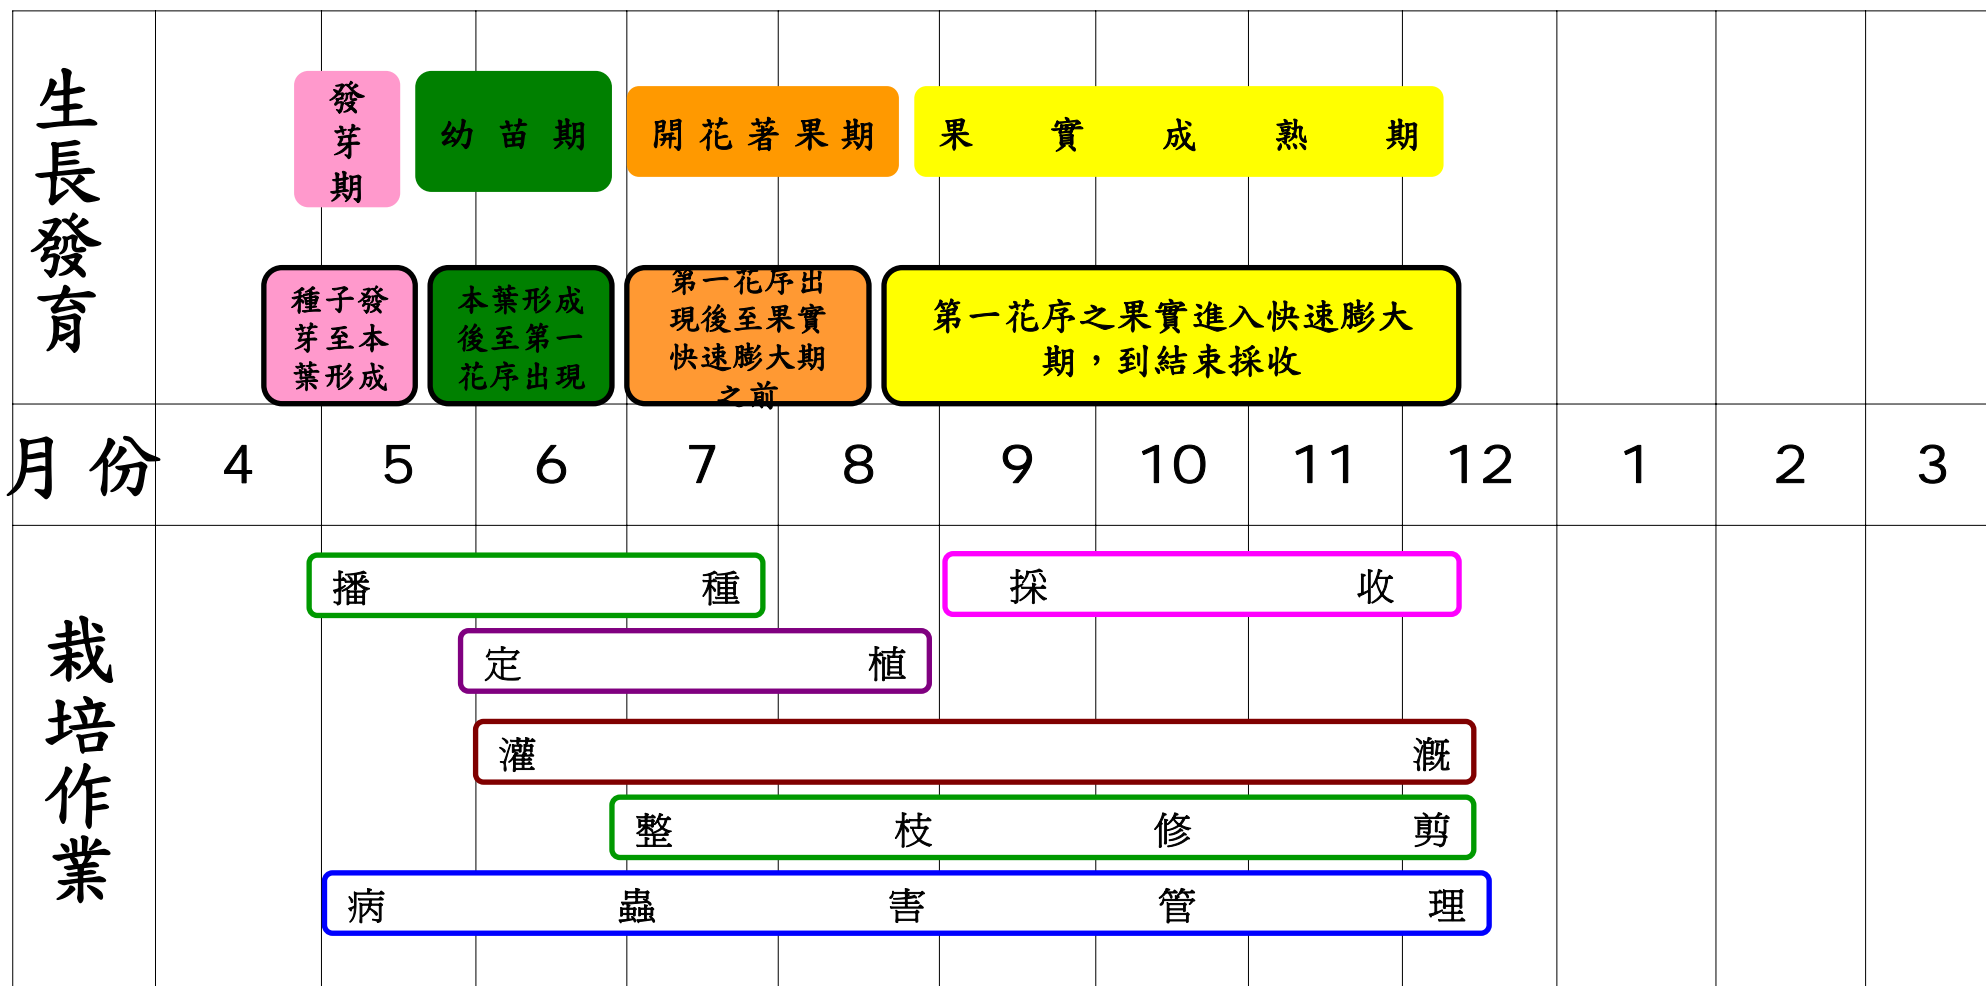 生長發育
發芽期
幼苗期
開花著果期
果實成熟期
種子發
芽至本
葉形成
本葉形成
後至第一
花序出現
第一花序出
現後至果實
快速膨大期
之前
第一花序之果實進入快速膨大
期，到結束採收
月份 4 5 6 7 8 9 10 11 12 1 2 3
栽培作業
播種
採收
定植
灌溉
整枝修剪
病蟲害管理